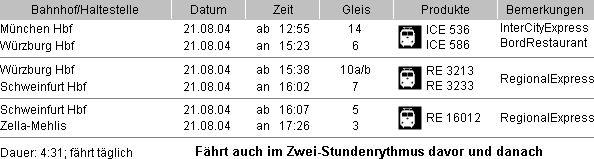 Bahnhof/Haltestelle Datum Zeit Gleis Produkte Bemerkungen
München Hbf 21.08.04 ab 12:55 14 ICE 536 InterCityExpress
Würzburg Hbf 21.08.04 an 15:23 6 ICE 586 BordRestaurant
Würzburg Hbf 21.08.04 ab 15:38 10a/b RE 3213 RegionalExpress
Schweinfurt Hbf 21.08.04 an 16:02 7 RE 3233
Schweinfurt Hbf 21.08.04 ab 16:07 5 RE 16012 RegionalExpress
Zella-Mehlis 21.08.04 an 17:26 3
Dauer: 4:31; fährt täglich Fährt auch im Zwei-Stundenrythmus davor und danach